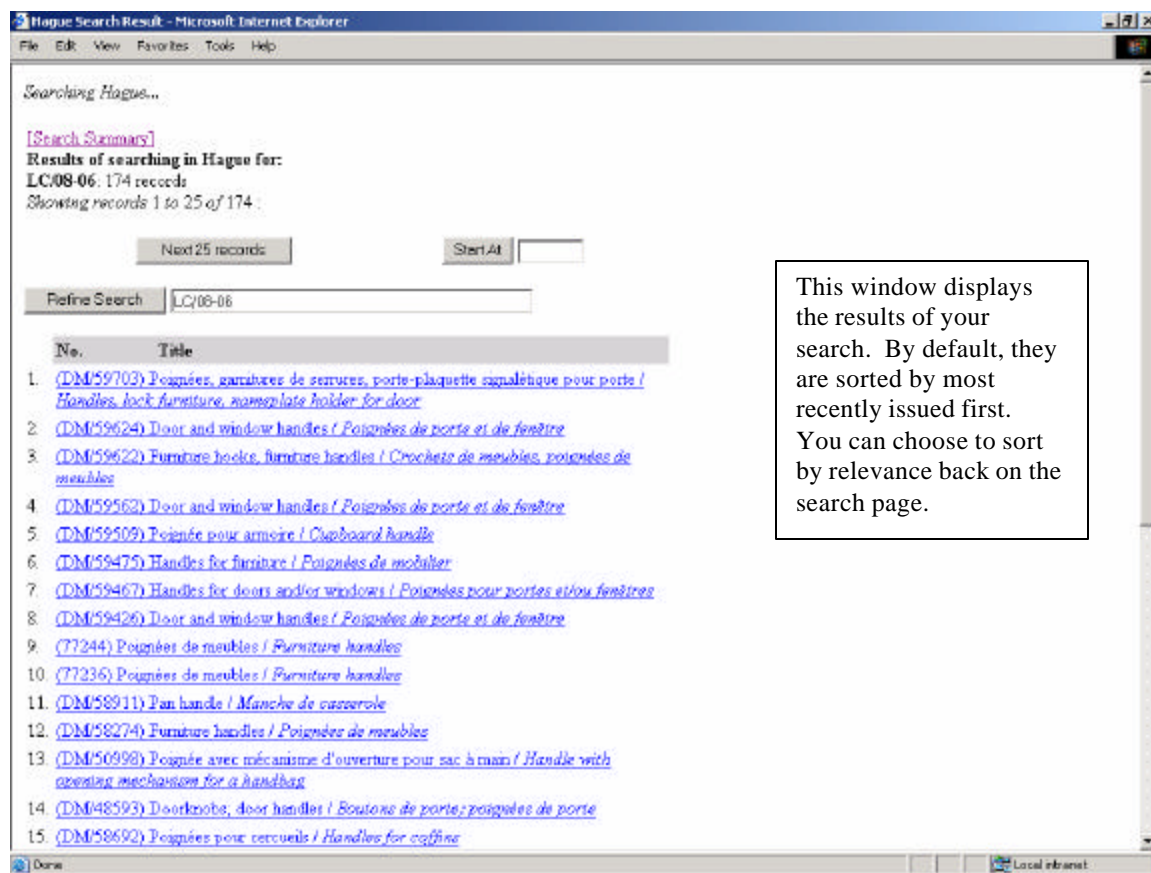 Hague Search Result - Microsoft Internet Explorer
File Edit View Favorites Tools Help
Searching Hague...
[Search Summary]
Results of searching in Hague for:
LC/08-06: 174 records
Showing records 1 to 25 of 174 :
Next 25 records
Start At
Refine Search
LC/08-06
This window displays
the results of your
search. By default, they
are sorted by most
recently issued first.
You can choose to sort
by relevance back on the
search page.
No. Title
1. (DM/59703) Poignées, garnitures de serrures, porte-plaquette signalétique pour porte /
Handles, lock furniture, nameplate holder for door
2. (DM/59624) Door and window handles / Poignées de porte et de fenêtre
3. (DM/59622) Furniture hooks, furniture handles / Crochets de meubles, poignées de
meubles
4. (DM/59562) Door and window handles / Poignées de porte et de fenêtre
5. (DM/59509) Poignée pour armoire / Cupboard handle
6. (DM/59475) Handles for furniture / Poignées de mobilier
7. (DM/59467) Handles for doors and/or windows / Poignées pour portes et/ou fenêtres
8. (DM/59426) Door and window handles / Poignées de porte et de fenêtre
9. (77244) Poignées de meubles / Furniture handles
10. (77236) Poignées de meubles / Furniture handles
11. (DM/58911) Pan handle / Manche de casserole
12. (DM/58274) Furniture handles / Poignées de meubles
13. (DM/50998) Poignée avec mécanisme d'ouverture pour sac à main / Handle with
opening mechanism for a handbag
14. (DM/48593) Doorknobs; door handles / Boutons de porte; poignées de porte
15. (DM/58692) Poignées pour cercueils / Handles for coffins
Done
Local intranet